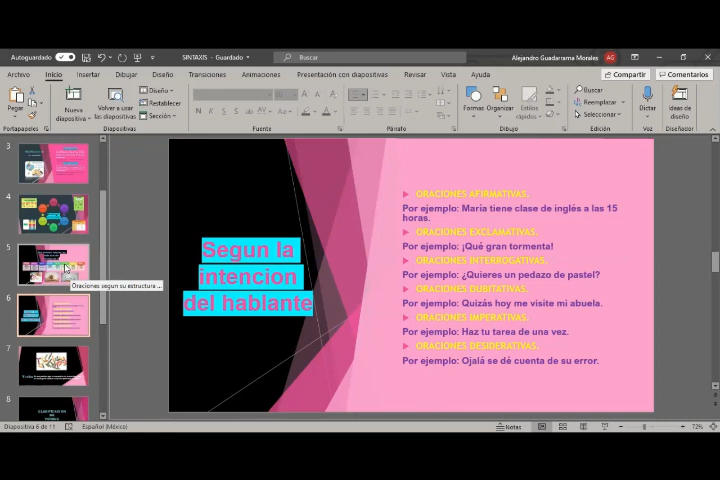 Autoguardado
SINTAXIS - Guardado
Buscar
Alejandro Guadarrama Morales
AG
Archivo
Inicio
Insertar
Dibujar
Diseño
Transiciones
Animaciones
Presentación con diapositivas
Revisar
Vista
Ayuda
Compartir
Comentarios
Pegar
Nueva diapositiva
Volver a usar las diapositivas
Diseño
Restablecer
Sección
Formas
Organizar
Estilos rápidos
Buscar
Reemplazar
Seleccionar
Dictar
Ideas de diseño
Portapapeles
Diapositivas
Fuente
Párrafo
Dibujo
Edición
Voz
Diseñador
3
4
5
Oraciones segun su estructura ...
6
7
8
Segun la
intencion
del hablante
ORACIONES AFIRMATIVAS.
Por ejemplo: María tiene clase de inglés a las 15
horas.
ORACIONES EXCLAMATIVAS.
Por ejemplo: ¡Qué gran tormenta!
ORACIONES INTERROGATIVAS.
Por ejemplo: ¿Quieres un pedazo de pastel?
ORACIONES DUBITATIVAS.
Por ejemplo: Quizás hoy me visite mi abuela.
ORACIONES IMPERATIVAS.
Por ejemplo: Haz tu tarea de una vez.
ORACIONES DESIDERATIVAS.
Por ejemplo: Ojalá se dé cuenta de su error.
Diapositiva 6 de 11
Español (México)
Notas
72%